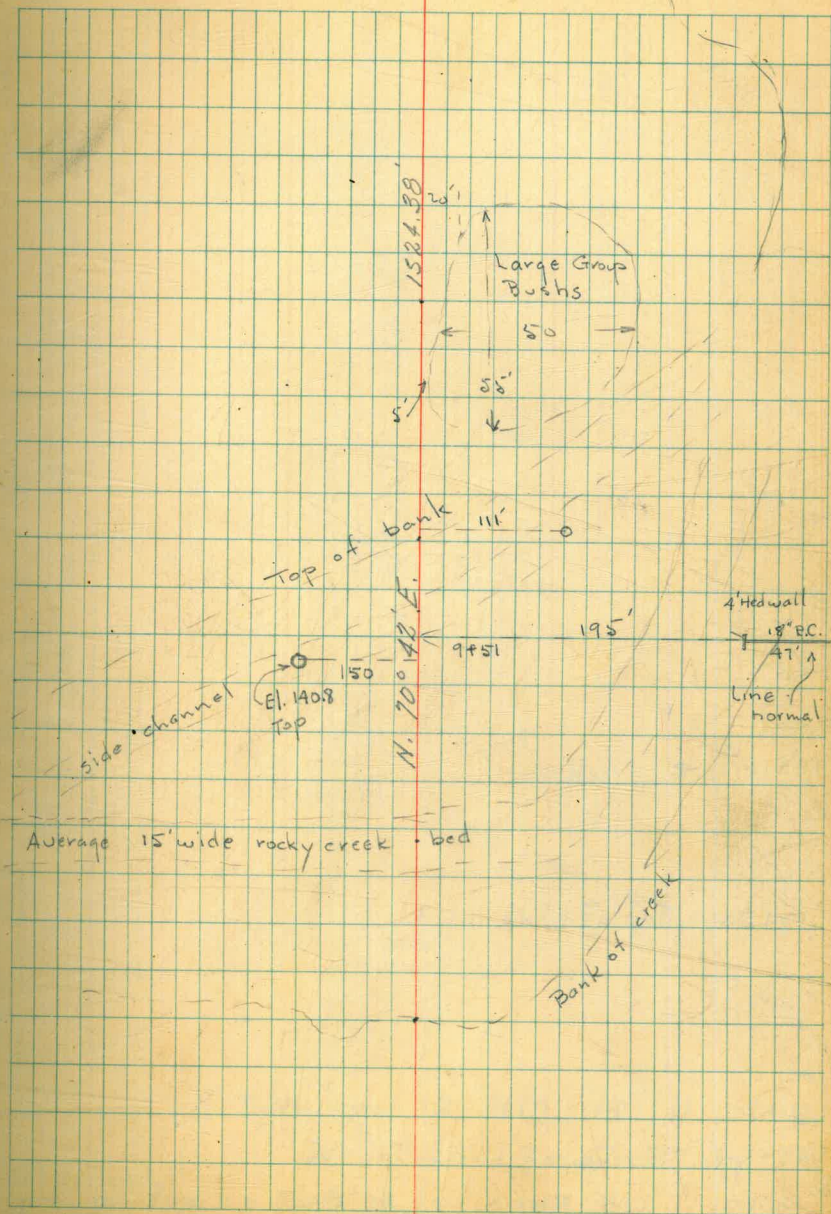 20'
1524.38'
Large Group
Bushs
50
55'
5'
Top of bank
111'
N. 70° 42' E.
4' Hedwall
195'
18" B.C.
9+51
47'
150
Line
normal
El. 140.8
Top
side channel
Average 15' wide rocky creek bed
Bank of creek